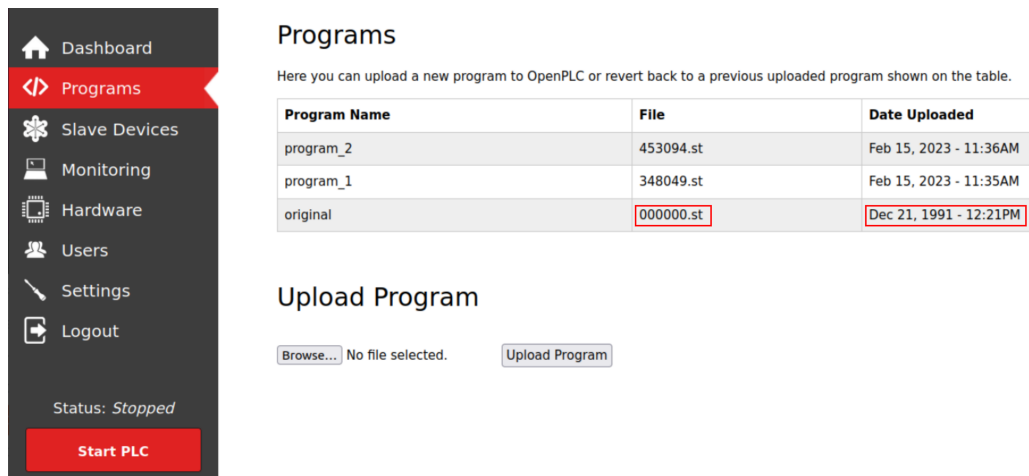 Dashboard
Programs
Slave Devices
Monitoring
Hardware
Users
Settings
Logout
Status: Stopped
Start PLC
Programs
Here you can upload a new program to OpenPLC or revert back to a previous uploaded program shown on the table.
Program Name File Date Uploaded
program_2 453094.st Feb 15, 2023 - 11:36AM
program_1 348049.st Feb 15, 2023 - 11:35AM
original 000000.st Dec 21, 1991 - 12:21PM
Upload Program
Browse... No file selected. Upload Program